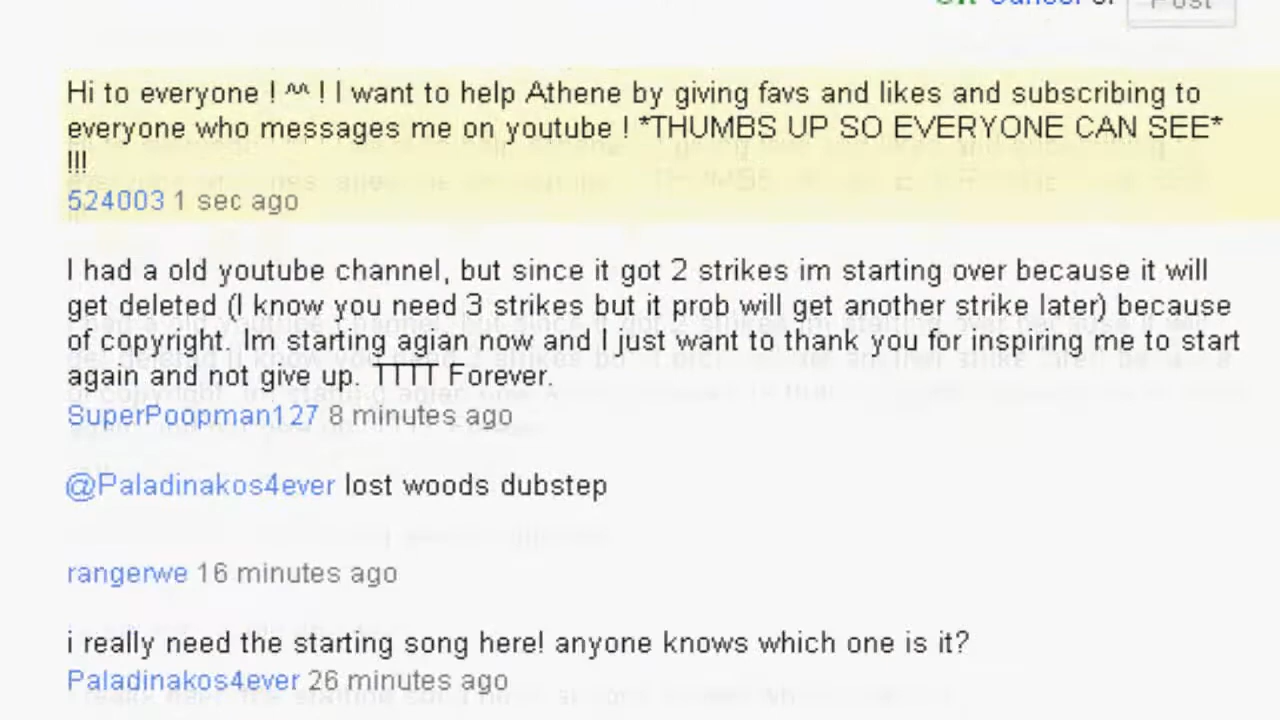 Post
Hi to everyone ! ^^ ! I want to help Athene by giving favs and likes and subscribing to
everyone who messages me on youtube ! *THUMBS UP SO EVERYONE CAN SEE*
!!!
524003 1 sec ago
I had a old youtube channel, but since it got 2 strikes im starting over because it will
get deleted (I know you need 3 strikes but it prob will get another strike later) because
of copyright. Im starting agian now and I just want to thank you for inspiring me to start
again and not give up. TTTT Forever.
SuperPoopman127 8 minutes ago
@Paladinakos4ever lost woods dubstep
rangerwe 16 minutes ago
i really need the starting song here! anyone knows which one is it?
Paladinakos4ever 26 minutes ago